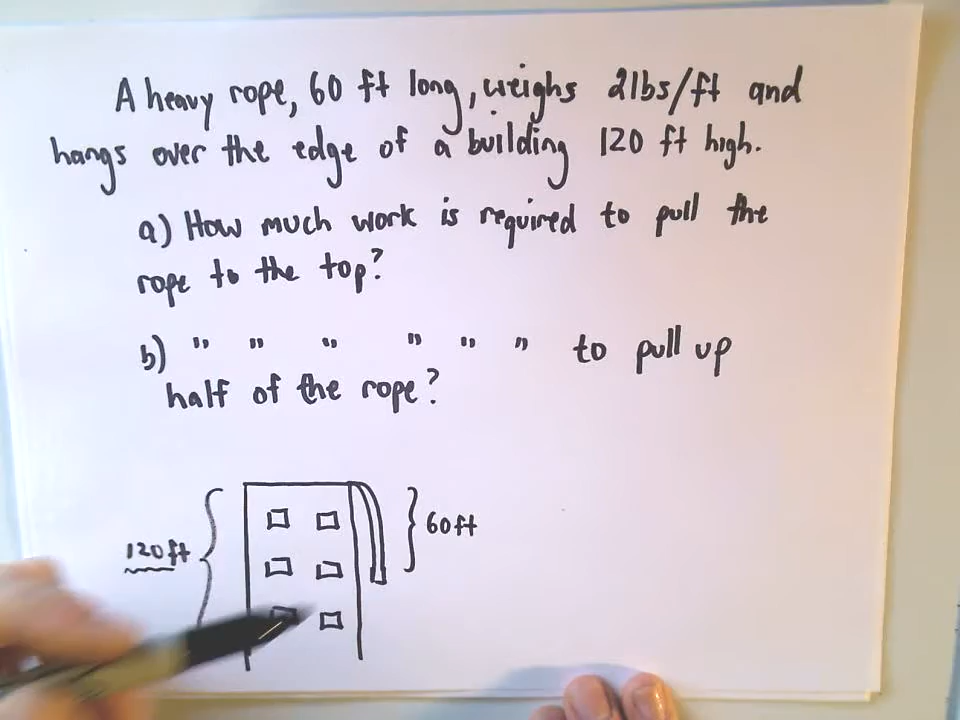 A heavy rope, 60 ft long, weighs 2lbs/ft and
hangs over the edge of a building 120 ft high.
a) How much work is required to pull the
rope to the top?
b) " " " " " " to pull up
half of the rope?
120ft
60ft